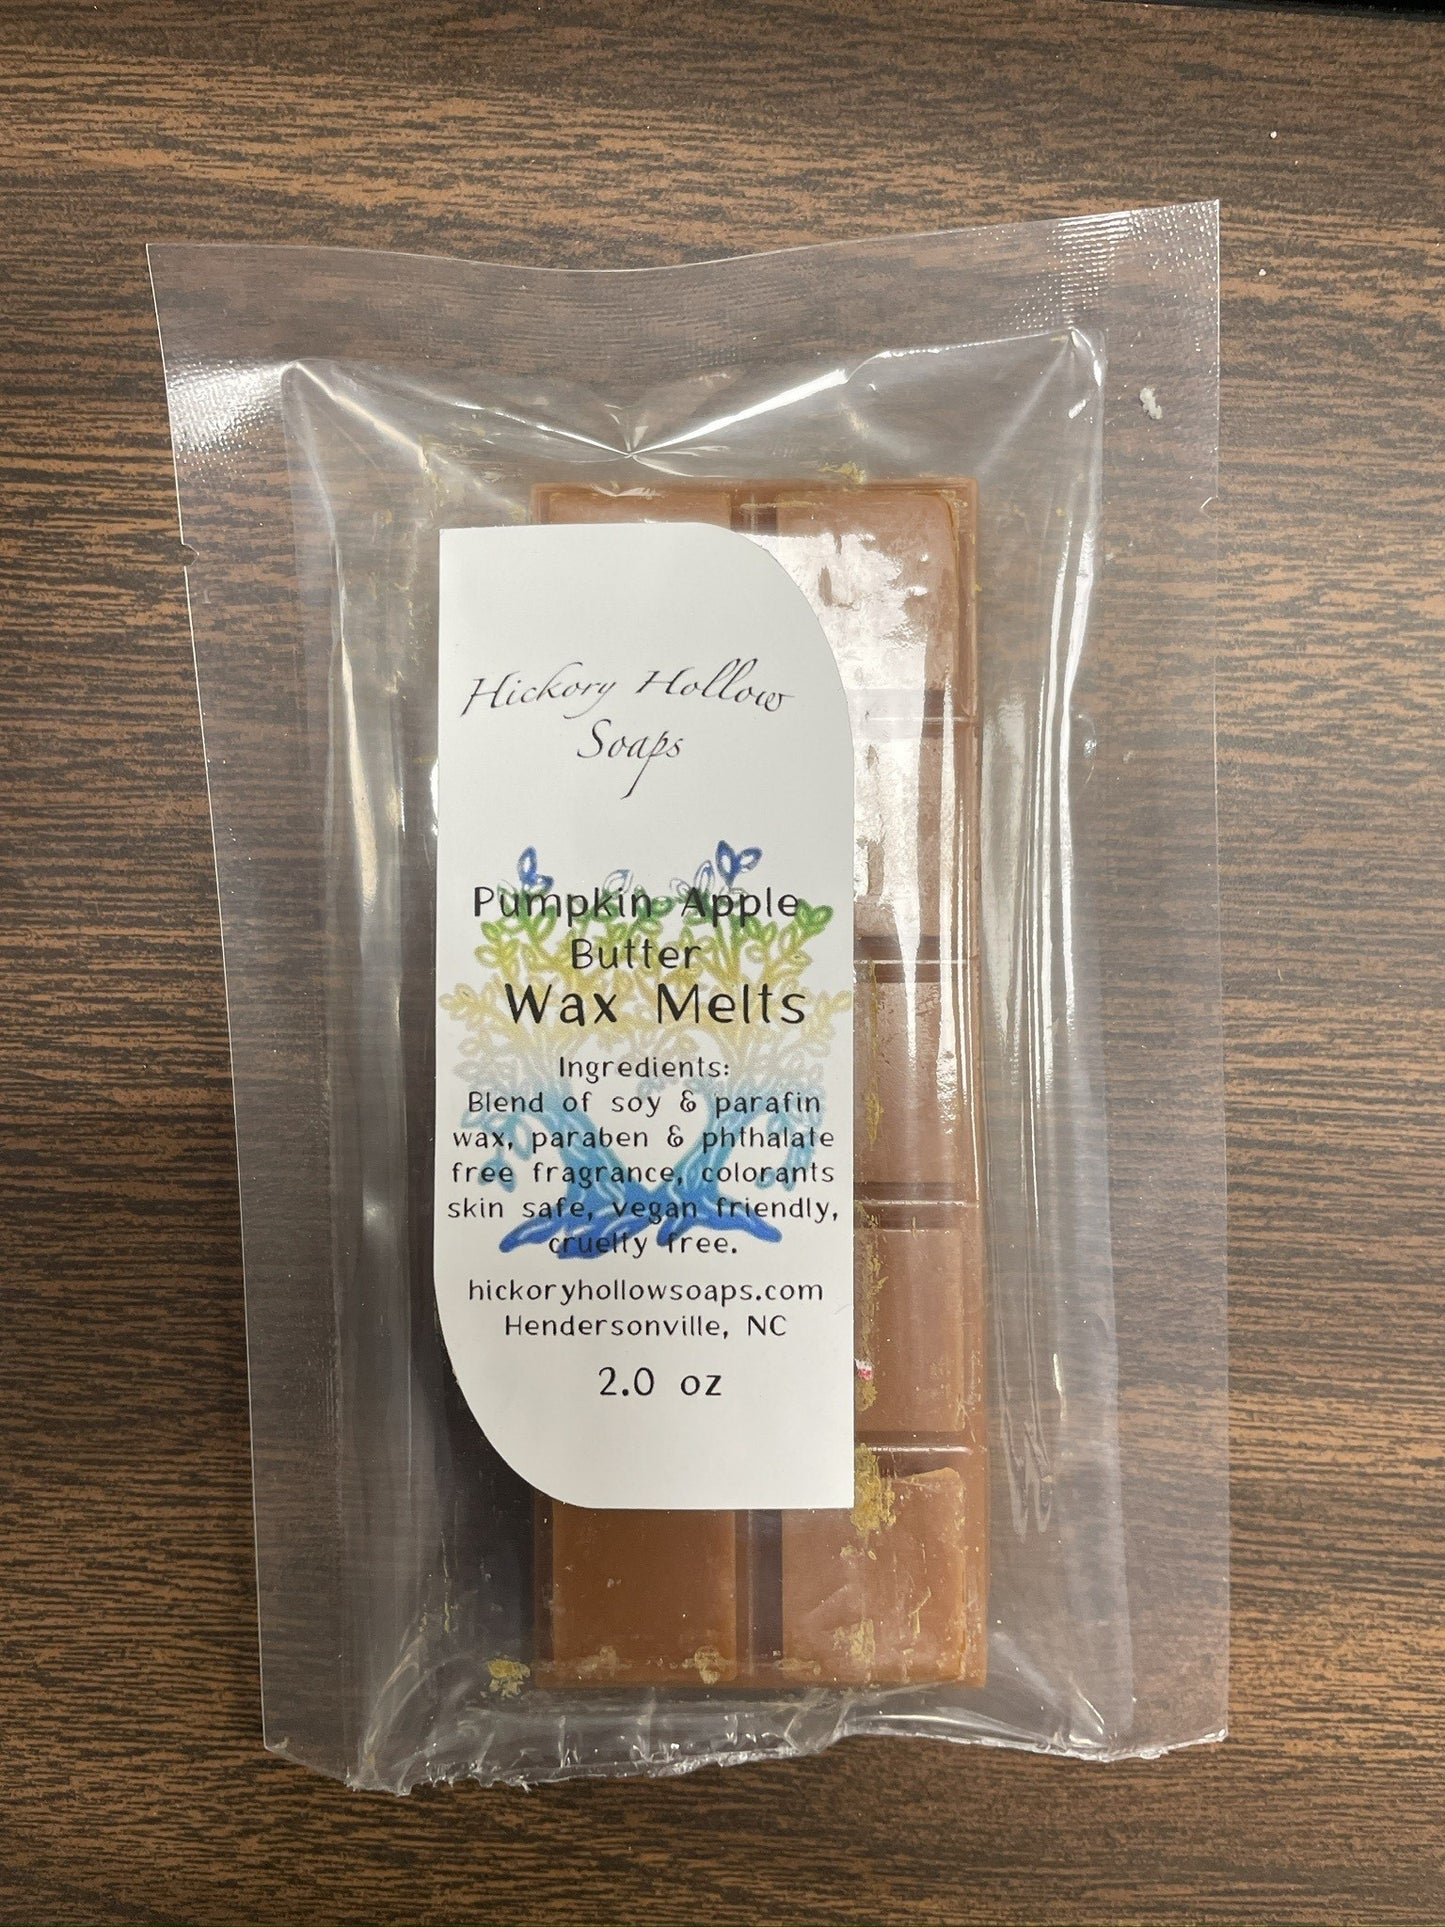 Hickory Hollow
Soaps
Pumpkin Apple
Butter
Wax Melts
Ingredients:
Blend of soy & parafin
wax, paraben & phthalate
free fragrance, colorants
skin safe, vegan friendly,
cruelty free.
hickoryhollowsoaps.com
Hendersonville, NC
2.0 oz